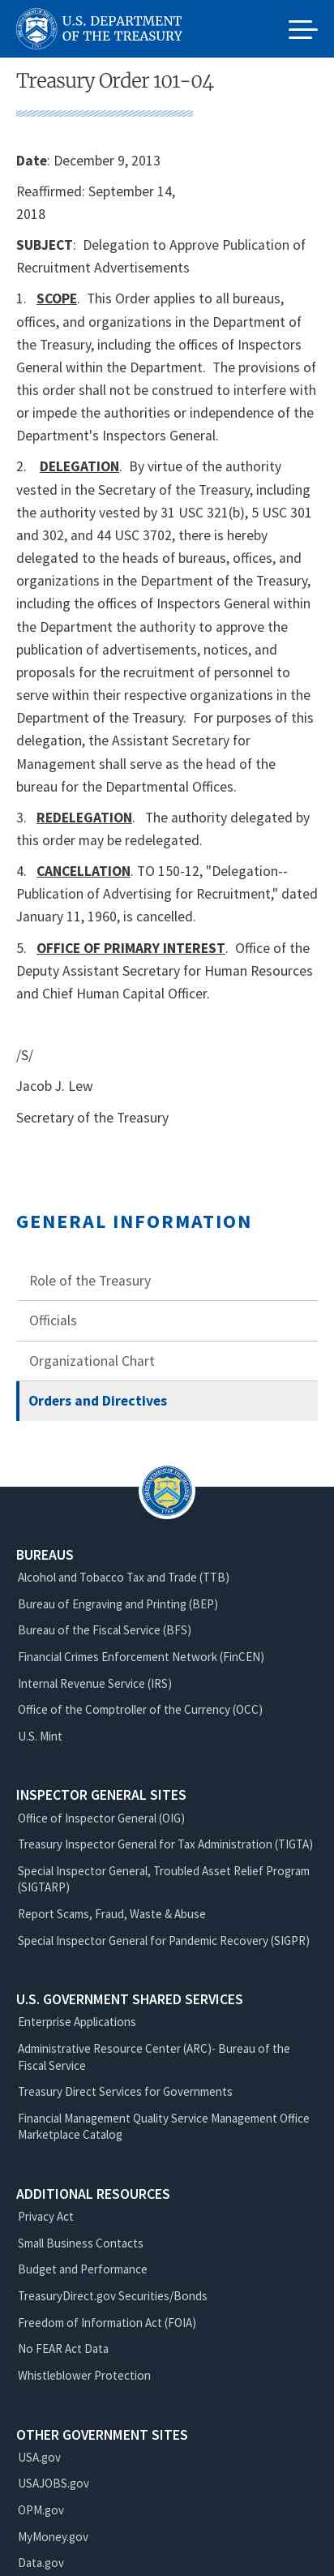 U.S. DEPARTMENT
OF THE TREASURY
Treasury Order 101-04
Date: December 9, 2013
Reaffirmed: September 14,
2018
SUBJECT:  Delegation to Approve Publication of
Recruitment Advertisements
1.   SCOPE.  This Order applies to all bureaus,
offices, and organizations in the Department of
the Treasury, including the offices of Inspectors
General within the Department.  The provisions of
this order shall not be construed to interfere with
or impede the authorities or independence of the
Department's Inspectors General.
2.   DELEGATION.  By virtue of the authority
vested in the Secretary of the Treasury, including
the authority vested by 31 USC 321(b), 5 USC 301
and 302, and 44 USC 3702, there is hereby
delegated to the heads of bureaus, offices, and
organizations in the Department of the Treasury,
including the offices of Inspectors General within
the Department the authority to approve the
publication of advertisements, notices, and
proposals for the recruitment of personnel to
serve within their respective organizations in the
Department of the Treasury.  For purposes of this
delegation, the Assistant Secretary for
Management shall serve as the head of the
bureau for the Departmental Offices.
3.   REDELEGATION.   The authority delegated by
this order may be redelegated.
4.   CANCELLATION. TO 150-12, "Delegation--
Publication of Advertising for Recruitment," dated
January 11, 1960, is cancelled.
5.   OFFICE OF PRIMARY INTEREST.  Office of the
Deputy Assistant Secretary for Human Resources
and Chief Human Capital Officer.
/S/
Jacob J. Lew
Secretary of the Treasury
GENERAL INFORMATION
Role of the Treasury
Officials
Organizational Chart
Orders and Directives
BUREAUS
Alcohol and Tobacco Tax and Trade (TTB)
Bureau of Engraving and Printing (BEP)
Bureau of the Fiscal Service (BFS)
Financial Crimes Enforcement Network (FinCEN)
Internal Revenue Service (IRS)
Office of the Comptroller of the Currency (OCC)
U.S. Mint
INSPECTOR GENERAL SITES
Office of Inspector General (OIG)
Treasury Inspector General for Tax Administration (TIGTA)
Special Inspector General, Troubled Asset Relief Program
(SIGTARP)
Report Scams, Fraud, Waste & Abuse
Special Inspector General for Pandemic Recovery (SIGPR)
U.S. GOVERNMENT SHARED SERVICES
Enterprise Applications
Administrative Resource Center (ARC)- Bureau of the
Fiscal Service
Treasury Direct Services for Governments
Financial Management Quality Service Management Office
Marketplace Catalog
ADDITIONAL RESOURCES
Privacy Act
Small Business Contacts
Budget and Performance
TreasuryDirect.gov Securities/Bonds
Freedom of Information Act (FOIA)
No FEAR Act Data
Whistleblower Protection
OTHER GOVERNMENT SITES
USA.gov
USAJOBS.gov
OPM.gov
MyMoney.gov
Data.gov